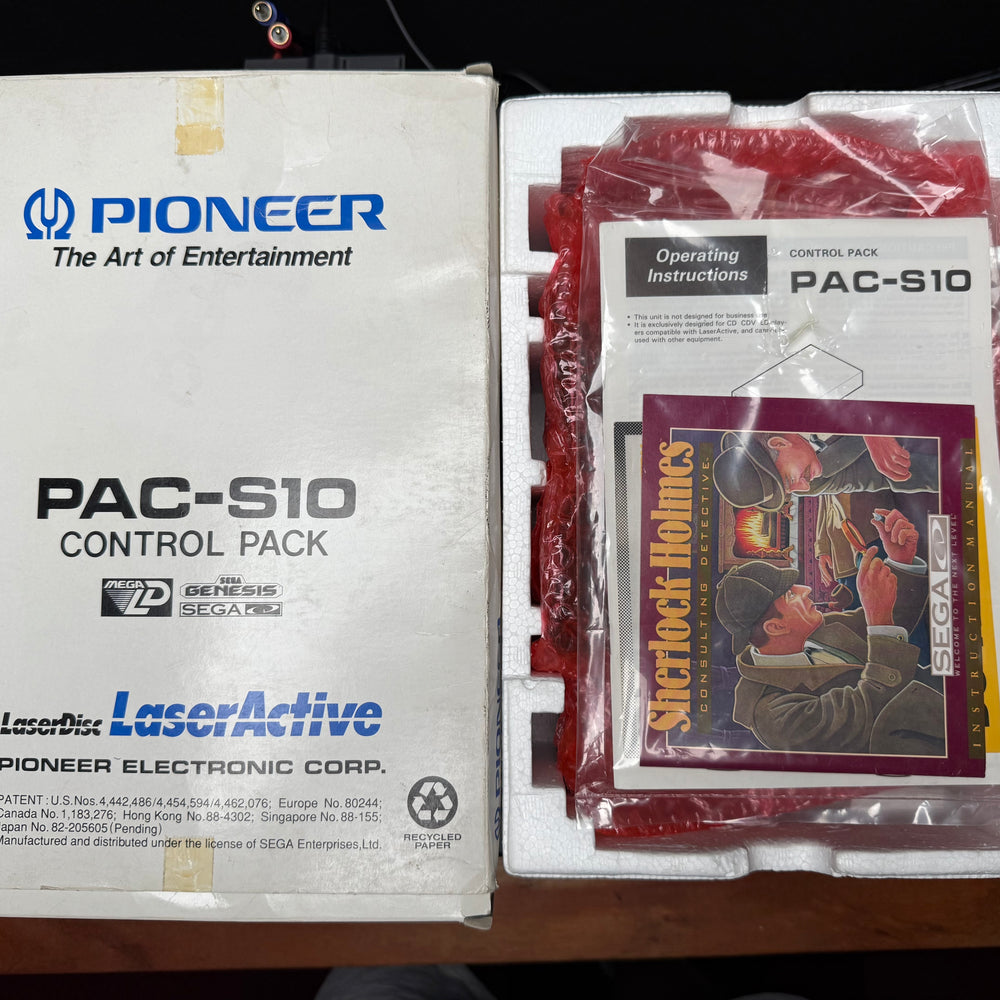 PIONEER
The Art of Entertainment
PAC-S10
CONTROL PACK
MEGA LD
SEGA GENESIS
SEGA CD
LaserDisc LaserActive
PIONEER ELECTRONIC CORP.
PATENT : U.S. Nos. 4,442,486/4,454,594/4,462,076; Europe No. 80244;
Canada No. 1,183,276; Hong Kong No. 88-4302; Singapore No. 88-155;
Japan No. 82-205605 (Pending)
Manufactured and distributed under the license of SEGA Enterprises, Ltd.
RECYCLED
PAPER
Operating
Instructions
CONTROL PACK
PAC-S10
• This unit is not designed for business use.
• It is exclusively designed for CD CDV LD play-
ers compatible with LaserActive, and cannot be
used with other equipment.
Sherlock Holmes
CONSULTING DETECTIVE
SEGA CD
WELCOME TO THE NEXT LEVEL
INSTRUCTION MANUAL